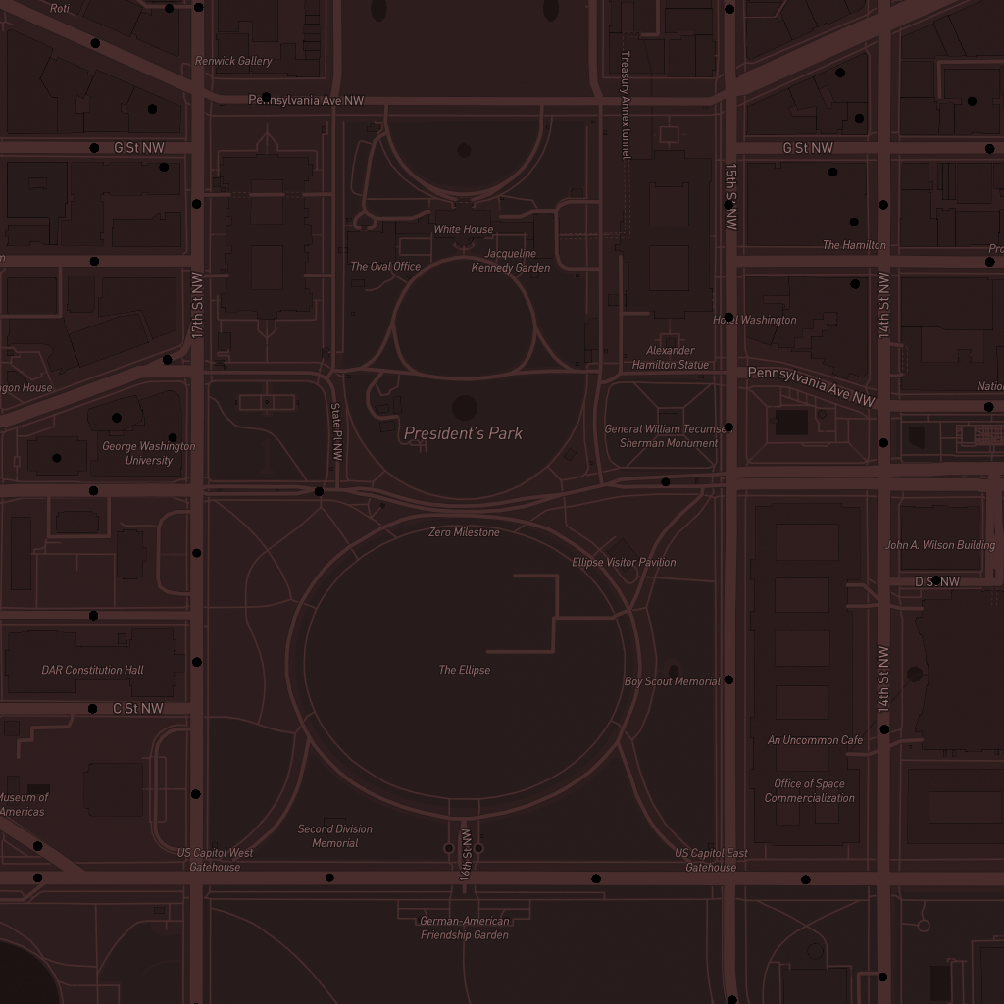 Roti
Renwick Gallery
Pennsylvania Ave NW
Treasury Annex tunnel
G St NW
G St NW
15th St NW
White House
The Oval Office
Jacqueline
Kennedy Garden
The Hamilton
17th St NW
14th St NW
Hotel Washington
Alexander
Hamilton Statue
Pennsylvania Ave NW
gon House
Natio
State Pl NW
President's Park
General William Tecumseh
Sherman Monument
George Washington
University
Zero Milestone
Ellipse Visitor Pavilion
John A. Wilson Building
D St NW
DAR Constitution Hall
The Ellipse
Boy Scout Memorial
14th St NW
C St NW
An Uncommon Cafe
Office of Space
Commercialization
Museum of
Americas
Second Division
Memorial
16th St NW
US Capitol West
Gatehouse
US Capitol East
Gatehouse
German-American
Friendship Garden